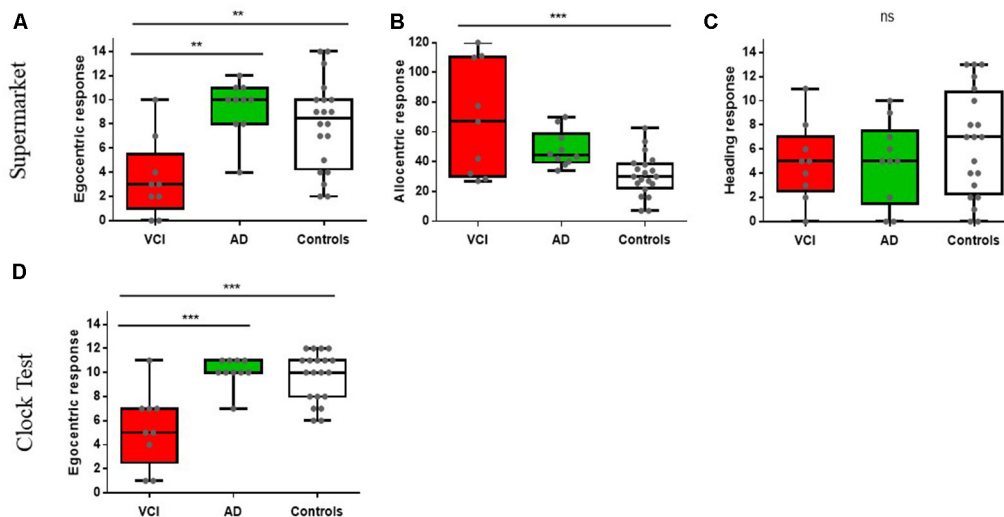 A
Supermarket
Egocentric response
**
**
14
12
10
8
6
4
2
0
VCI AD Controls
B
Allocentric response
***
120
100
80
60
40
20
0
VCI AD Controls
C
Heading response
ns
14
12
10
8
6
4
2
0
VCI AD Controls
D
Clock Test
Egocentric response
***
***
14
12
10
8
6
4
2
0
VCI AD Controls